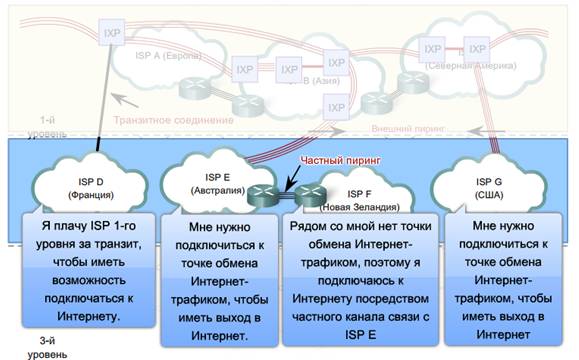 IXP
ISP A (Европа)
IXP
IXP
IXP
В (Азия)
IXP
IXP
IXP
(Северная Америка)
Транзитное соединение
Внешний пиринг
1-й
уровень
Частный пиринг
ISP D
(Франция)
ISP E
(Австралия)
ISP F
(Новая Зеландия)
ISP G
(США)
Я плачу ISP 1-го
уровня за транзит,
чтобы иметь
возможность
подключаться к
Интернету.
Мне нужно
подключиться к
точке обмена
Интернет-
трафиком, чтобы
иметь выход в
Интернет.
Рядом со мной нет точки
обмена Интернет-
трафиком, поэтому я
подключаюсь к
Интернету посредством
частного канала связи с
ISP E
Мне нужно
подключиться к
точке обмена
Интернет-
трафиком, чтобы
иметь выход в
Интернет
3-й
уровень